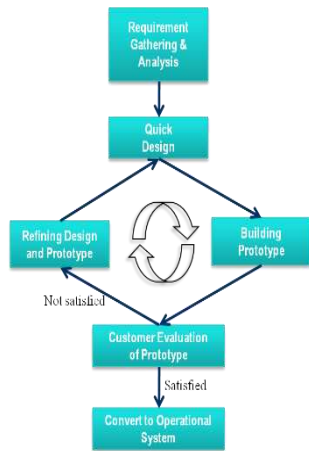 Requirement
Gathering &
Analysis
Quick
Design
Refining Design
and Prototype
Building
Prototype
Not satisfied
Customer Evaluation
of Prototype
Satisfied
Convert to Operational
System